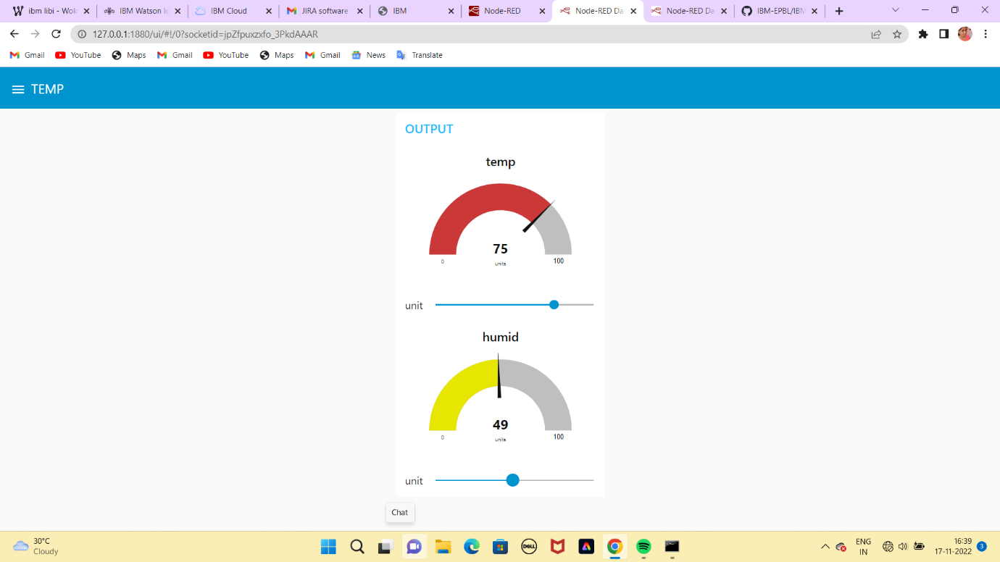 ibm libi - Wok
IBM Watson Io
IBM Cloud
JIRA software
IBM
Node-RED
Node-RED Da
Node-RED Da
IBM-EPBL/IBM
127.0.0.1:1880/ui/#!/0?socketid=jpZfpuxzxfo_3PkdAAAR
Gmail
YouTube
Maps
Gmail
YouTube
Maps
Gmail
News
Translate
TEMP
OUTPUT
temp
75
units
0
100
unit
humid
49
units
0
100
unit
Chat
30°C
Cloudy
DELL
ENG
IN
16:39
17-11-2022
3